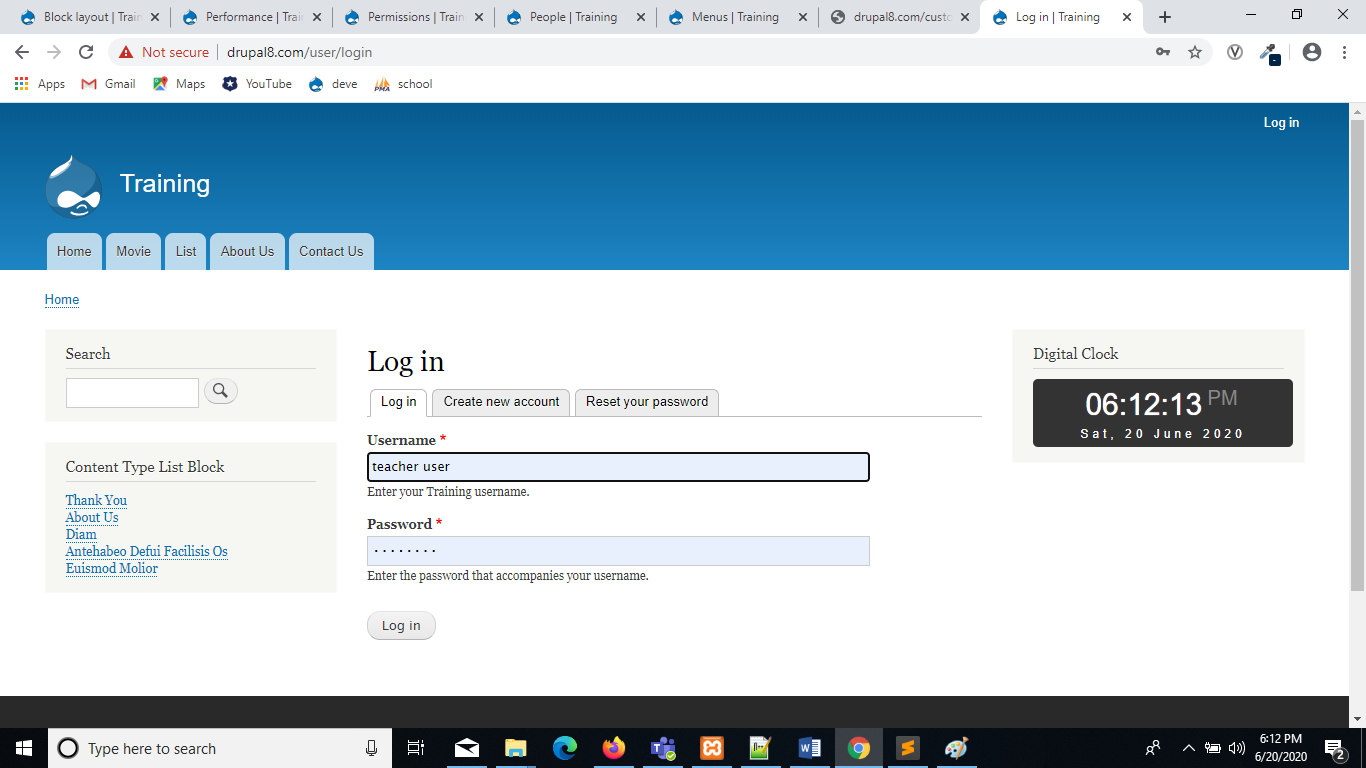 Block layout | Train
Performance | Trai
Permissions | Train
People | Training
Menus | Training
drupal8.com/custo
Log in | Training
Not secure
drupal8.com/user/login
Apps
Gmail
Maps
YouTube
deve
PMA
school
Log in
Training
Home
Movie
List
About Us
Contact Us
Home
Search
Content Type List Block
Thank You
About Us
Diam
Antehabeo Defui Facilisis Os
Euismod Molior
Log in
Log in
Create new account
Reset your password
Username *
teacher user
Enter your Training username.
Password *
........
Enter the password that accompanies your username.
Log in
Digital Clock
06:12:13 PM
Sat, 20 June 2020
Type here to search
6:12 PM
6/20/2020
2